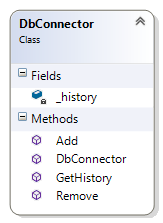 DbConnector
Class
Fields
_history
Methods
Add
DbConnector
GetHistory
Remove